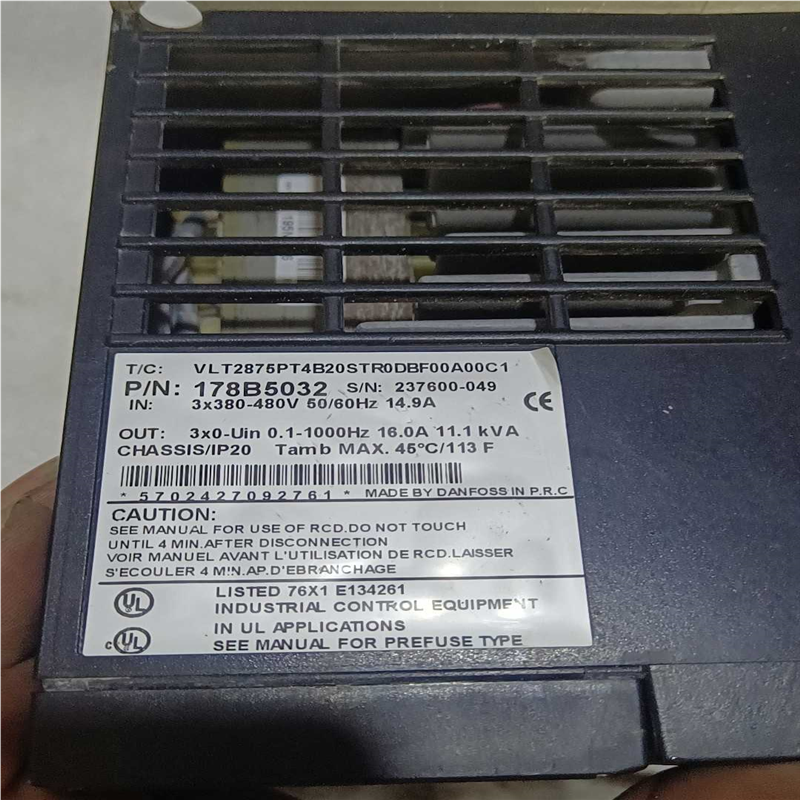 T/C: VLT2875PT4B20STR0DBF00A00C1
P/N: 178B5032 S/N: 237600-049
IN: 3x380-480V 50/60Hz 14.9A
CE
OUT: 3x0-Uin 0.1-1000Hz 16.0A 11.1 kVA
CHASSIS/IP20 Tamb MAX. 45°C/113 F
* 5702427092761 * MADE BY DANFOSS IN P.R.C
CAUTION:
SEE MANUAL FOR USE OF RCD.DO NOT TOUCH
UNTIL 4 MIN.AFTER DISCONNECTION
VOIR MANUEL AVANT L'UTILISATION DE RCD.LAISSER
S'ECOULER 4 MIN.AP.D'EBRANCHAGE
UL LISTED 76X1 E134261
INDUSTRIAL CONTROL EQUIPMENT
c UL IN UL APPLICATIONS
SEE MANUAL FOR PREFUSE TYPE